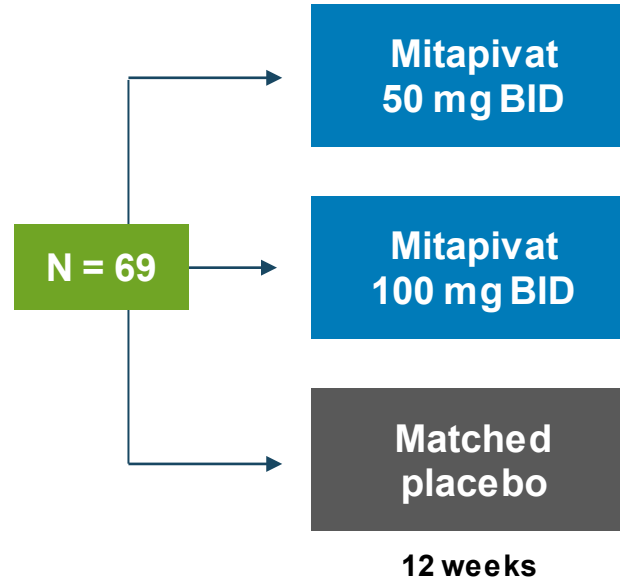 Mitapivat
50 mg BID
N = 69
Mitapivat
100 mg BID
Matched
placebo
12 weeks